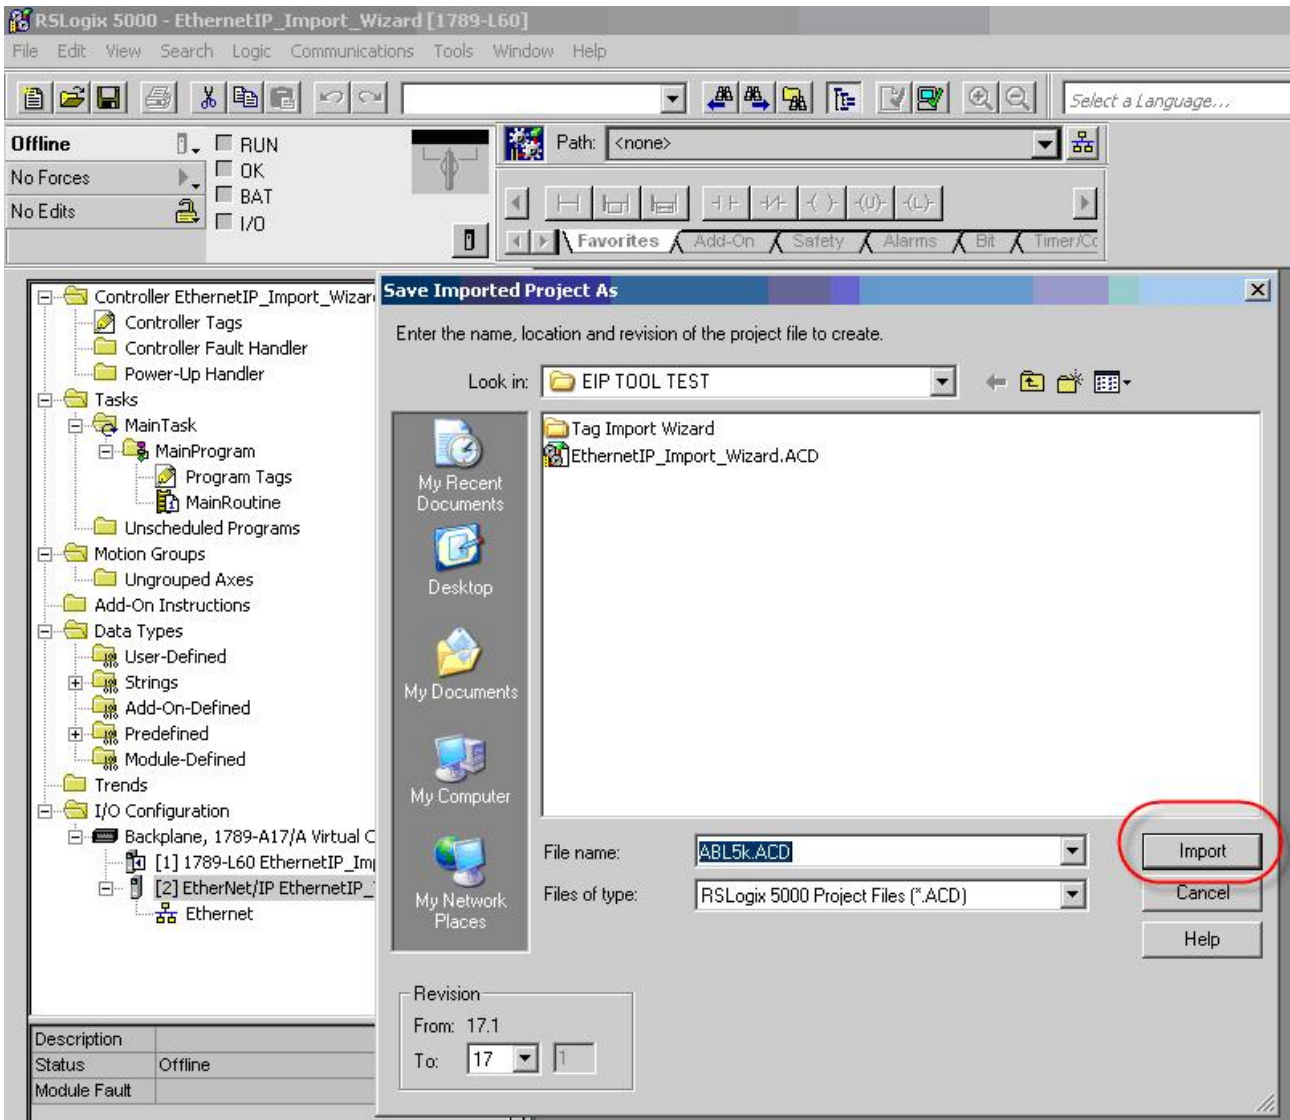 RSLogix 5000 - EthernetIP_Import_Wizard [1789-L60]
File Edit View Search Logic Communications Tools Window Help
Select a Language...
Offline
RUN
Path: <none>
No Forces
OK
BAT
No Edits
I/O
Favorites Add-On Safety Alarms Bit Timer/Cc
Controller EthernetIP_Import_Wizar
Controller Tags
Controller Fault Handler
Power-Up Handler
Tasks
MainTask
MainProgram
Program Tags
MainRoutine
Unscheduled Programs
Motion Groups
Ungrouped Axes
Add-On Instructions
Data Types
User-Defined
Strings
Add-On-Defined
Predefined
Module-Defined
Trends
I/O Configuration
Backplane, 1789-A17/A Virtual C
[1] 1789-L60 EthernetIP_Im
[2] EtherNet/IP EthernetIP_
Ethernet
Description
Status Offline
Module Fault
Save Imported Project As
Enter the name, location and revision of the project file to create.
Look in: EIP TOOL TEST
Tag Import Wizard
EthernetIP_Import_Wizard.ACD
My Recent
Documents
Desktop
My Documents
My Computer
My Network
Places
File name: ABL5k.ACD Import
Files of type: RSLogix 5000 Project Files (*.ACD) Cancel
Help
Revision
From: 17.1
To: 17 1